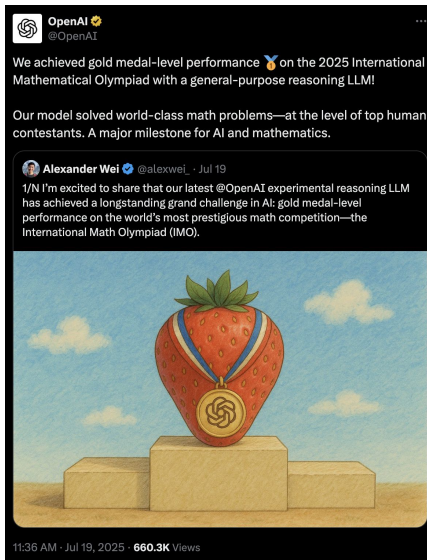 OpenAI
@OpenAI
We achieved gold medal-level performance 🥇on the 2025 International
Mathematical Olympiad with a general-purpose reasoning LLM!
Our model solved world-class math problems—at the level of top human
contestants. A major milestone for AI and mathematics.
Alexander Wei @alexwei_ · Jul 19
1/N I'm excited to share that our latest @OpenAI experimental reasoning LLM
has achieved a longstanding grand challenge in AI: gold medal-level
performance on the world's most prestigious math competition—the
International Math Olympiad (IMO).
11:36 AM · Jul 19, 2025 · 660.3K Views